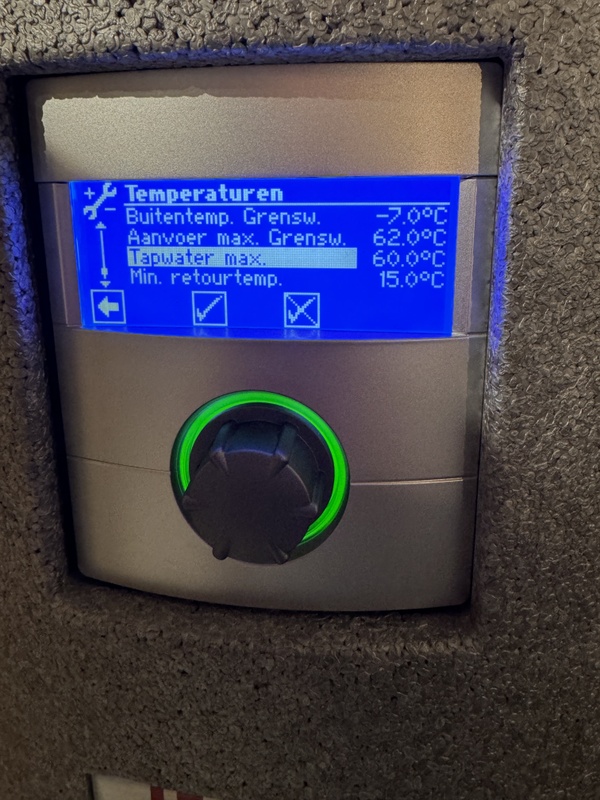 Temperaturen
Buitentemp. Grensw. -7.0°C
Aanvoer max. Grensw. 62.0°C
Tapwater max. 60.0°C
Min. retourtemp. 15.0°C